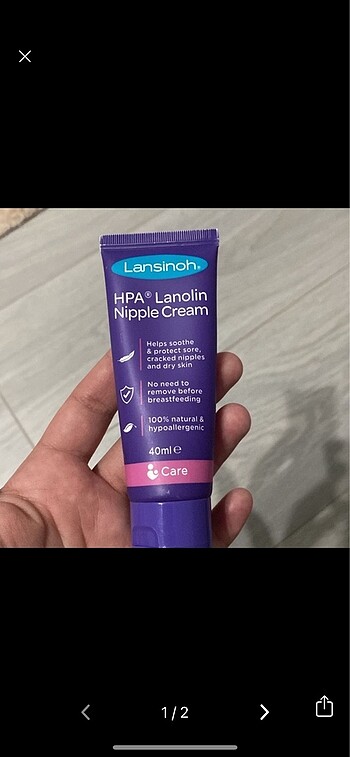 Lansinoh®
HPA® Lanolin
Nipple Cream
Helps soothe
& protect sore,
cracked nipples
and dry skin
No need to
remove before
breastfeeding
100% natural &
hypoallergenic
40ml ℮
Care
1/2